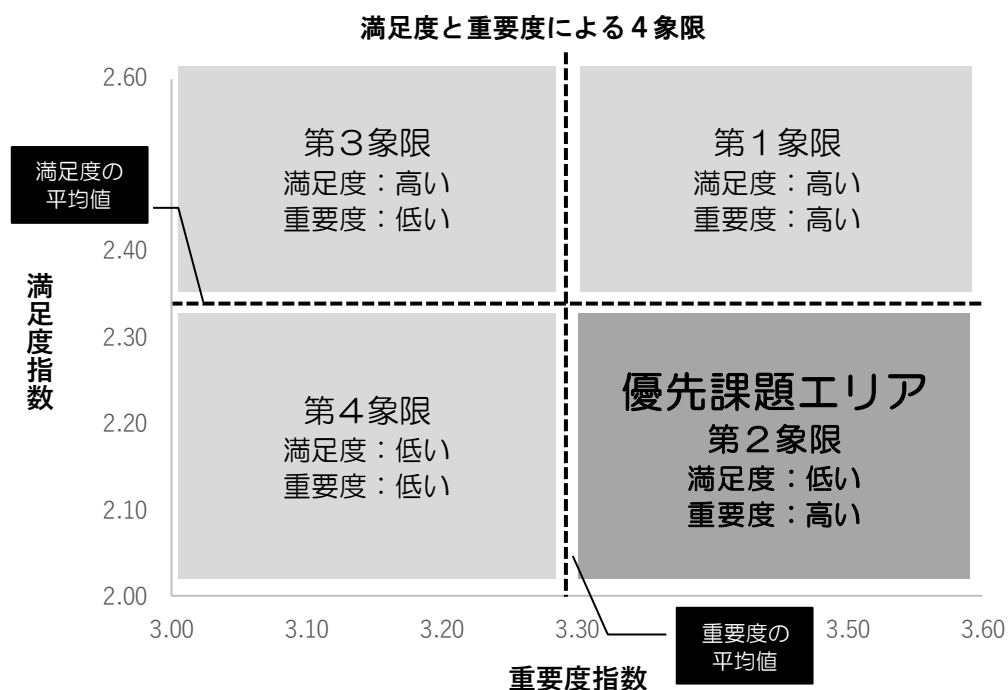 満足度と重要度による４象限
2.60
第３象限
満足度：高い
重要度：低い
第１象限
満足度：高い
重要度：高い
満足度の
平均値
2.40
満足度指数
2.30
第４象限
満足度：低い
重要度：低い
優先課題エリア
第２象限
満足度：低い
重要度：高い
2.20
2.10
2.00
3.00
3.10
3.20
3.30
重要度の
平均値
3.50
3.60
重要度指数